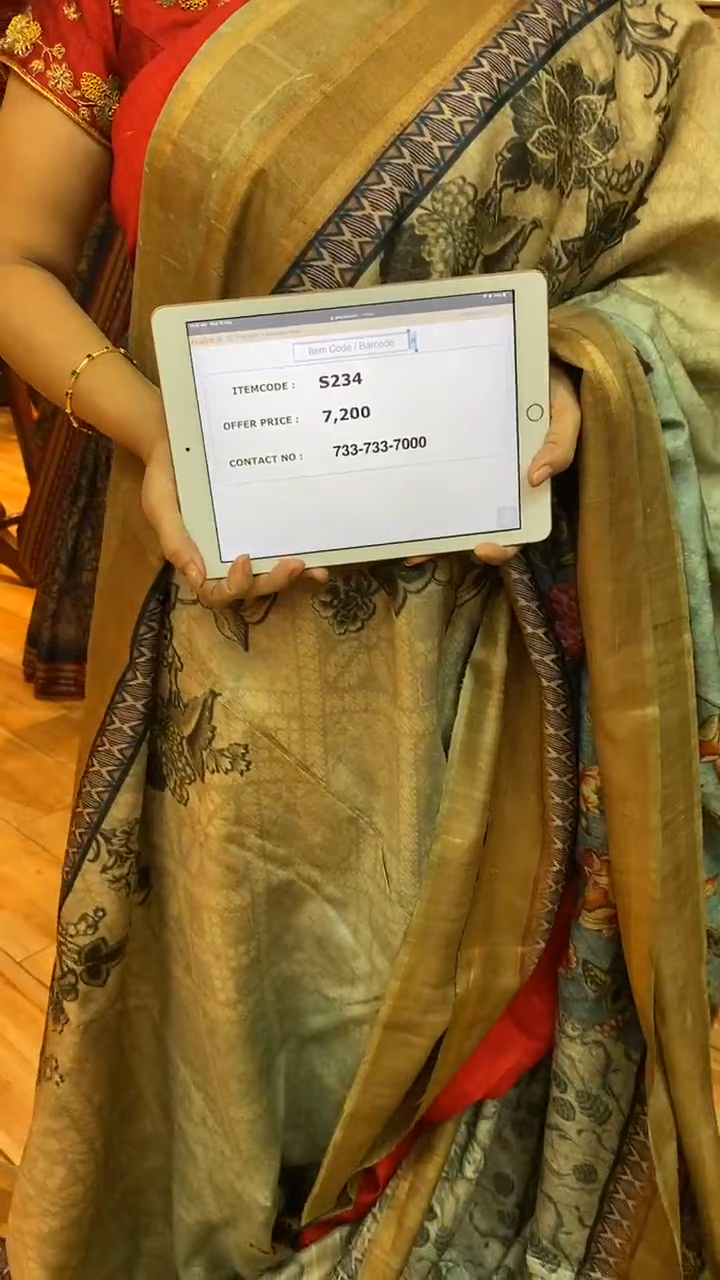 Item Code / Barcode
ITEMCODE : S234
OFFER PRICE : 7,200
CONTACT NO : 733-733-7000